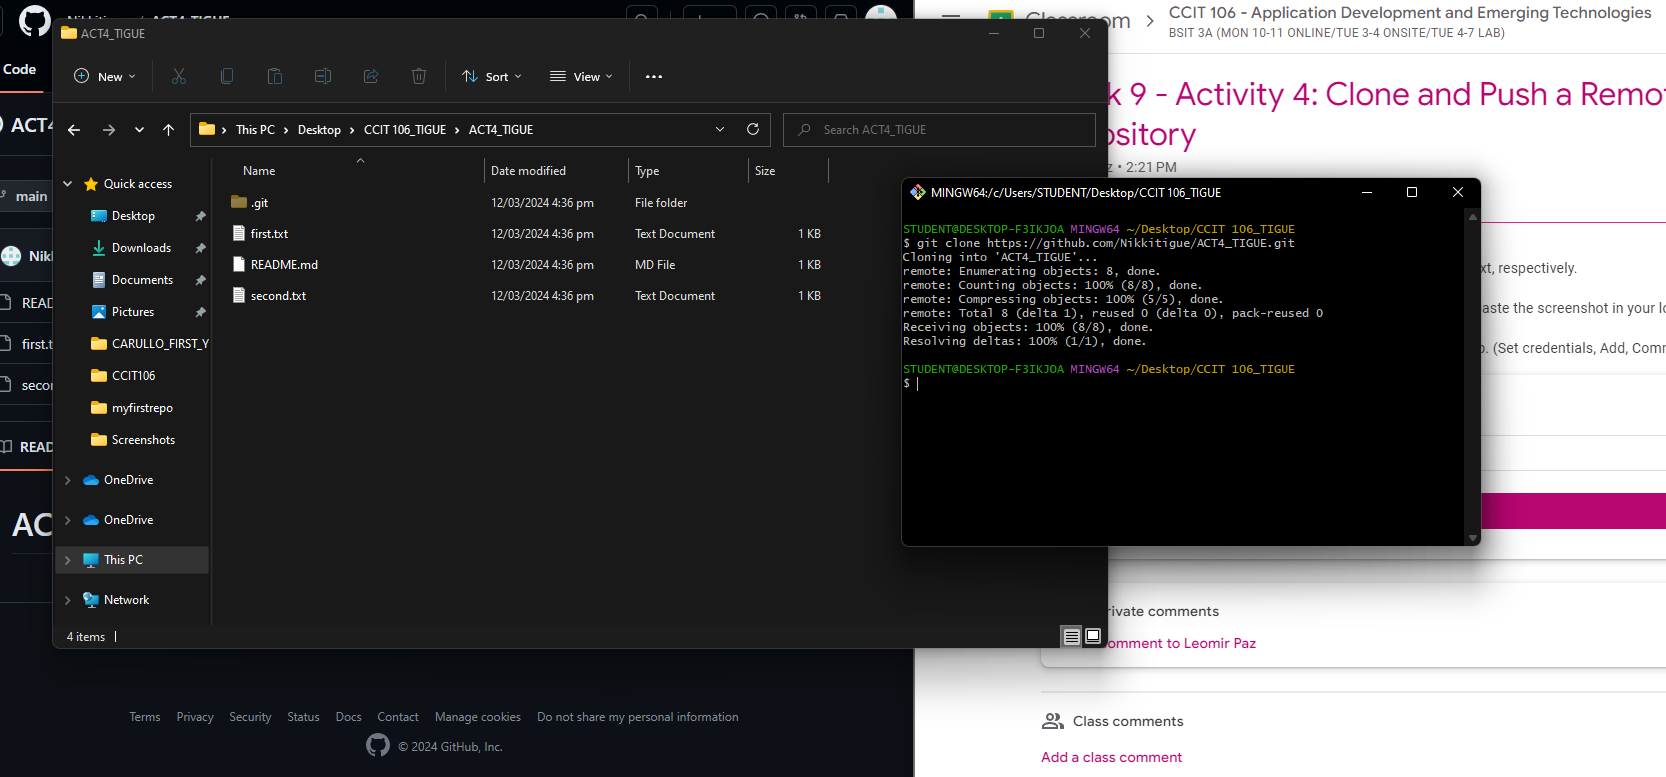 Nikkitigue / ACT4_TIGUE
Code
ACT4
main
Nikl
READ
first.t
secon
READ
AC
ACT4_TIGUE
New
Sort
View
This PC
Desktop
CCIT 106_TIGUE
ACT4_TIGUE
Search ACT4_TIGUE
Name Date modified Type Size
.git 12/03/2024 4:36 pm File folder
first.txt 12/03/2024 4:36 pm Text Document 1 KB
README.md 12/03/2024 4:36 pm MD File 1 KB
second.txt 12/03/2024 4:36 pm Text Document 1 KB
Quick access
Desktop
Downloads
Documents
Pictures
CARULLO_FIRST_Y
CCIT106
myfirstrepo
Screenshots
OneDrive
OneDrive
This PC
Network
4 items
Terms Privacy Security Status Docs Contact Manage cookies Do not share my personal information
© 2024 GitHub, Inc.
Classroom
CCIT 106 - Application Development and Emerging Technologies
BSIT 3A (MON 10-11 ONLINE/TUE 3-4 ONSITE/TUE 4-7 LAB)
k 9 - Activity 4: Clone and Push a Remo
ository
z • 2:21 PM
MINGW64:/c/Users/STUDENT/Desktop/CCIT 106_TIGUE
STUDENT@DESKTOP-F3IKJOA MINGW64 ~/Desktop/CCIT 106_TIGUE
$ git clone https://github.com/Nikkitigue/ACT4_TIGUE.git
Cloning into 'ACT4_TIGUE'...
remote: Enumerating objects: 8, done.
remote: Counting objects: 100% (8/8), done.
remote: Compressing objects: 100% (5/5), done.
remote: Total 8 (delta 1), reused 0 (delta 0), pack-reused 0
Receiving objects: 100% (8/8), done.
Resolving deltas: 100% (1/1), done.
STUDENT@DESKTOP-F3IKJOA MINGW64 ~/Desktop/CCIT 106_TIGUE
$
xt, respectively.
aste the screenshot in your lo
o. (Set credentials, Add, Comr
rivate comments
omment to Leomir Paz
Class comments
Add a class comment